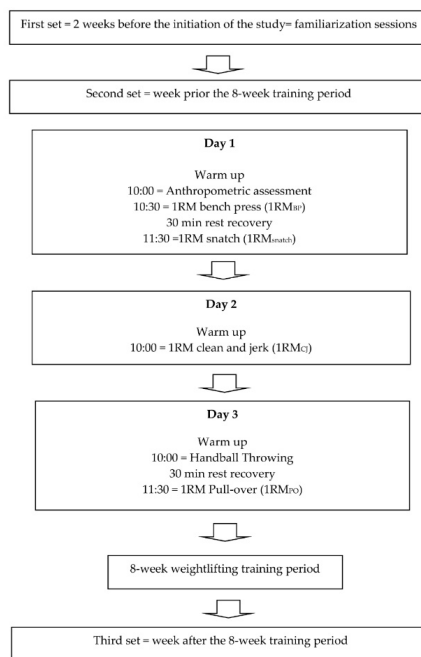 First set = 2 weeks before the initiation of the study= familiarization sessions
Second set = week prior the 8-week training period
Day 1
Warm up
10:00 = Anthropometric assessment
10:30 = 1RM bench press (1RMBP)
30 min rest recovery
11:30 =1RM snatch (1RMsnatch)
Day 2
Warm up
10:00 = 1RM clean and jerk (1RMCJ)
Day 3
Warm up
10:00 = Handball Throwing
30 min rest recovery
11:30 = 1RM Pull-over (1RMPO)
8-week weightlifting training period
Third set = week after the 8-week training period